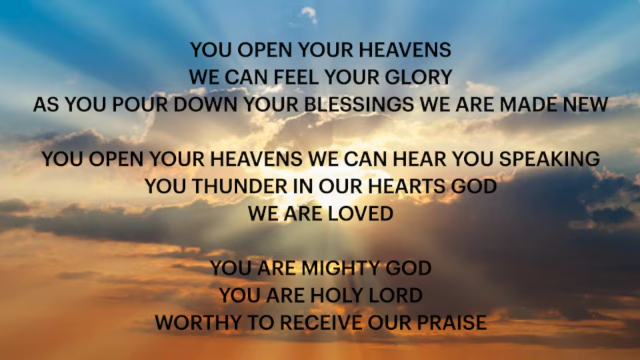 YOU OPEN YOUR HEAVENS
WE CAN FEEL YOUR GLORY
AS YOU POUR DOWN YOUR BLESSINGS WE ARE MADE NEW
YOU OPEN YOUR HEAVENS WE CAN HEAR YOU SPEAKING
YOU THUNDER IN OUR HEARTS GOD
WE ARE LOVED
YOU ARE MIGHTY GOD
YOU ARE HOLY LORD
WORTHY TO RECEIVE OUR PRAISE